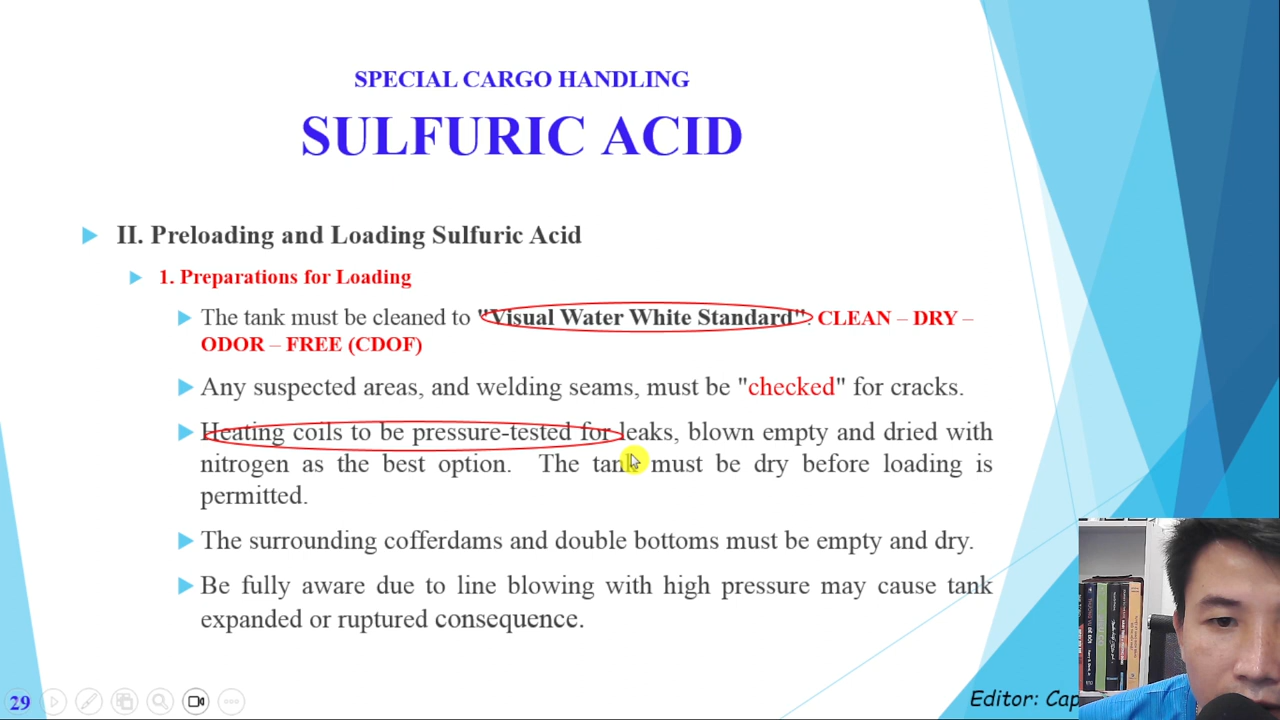 SPECIAL CARGO HANDLING
SULFURIC ACID
II. Preloading and Loading Sulfuric Acid
1. Preparations for Loading
The tank must be cleaned to "Visual Water White Standard". CLEAN – DRY –
ODOR – FREE (CDOF)
Any suspected areas, and welding seams, must be "checked" for cracks.
Heating coils to be pressure-tested for leaks, blown empty and dried with
nitrogen as the best option. The tank must be dry before loading is
permitted.
The surrounding cofferdams and double bottoms must be empty and dry.
Be fully aware due to line blowing with high pressure may cause tank
expanded or ruptured consequence.
29
Editor: Cap